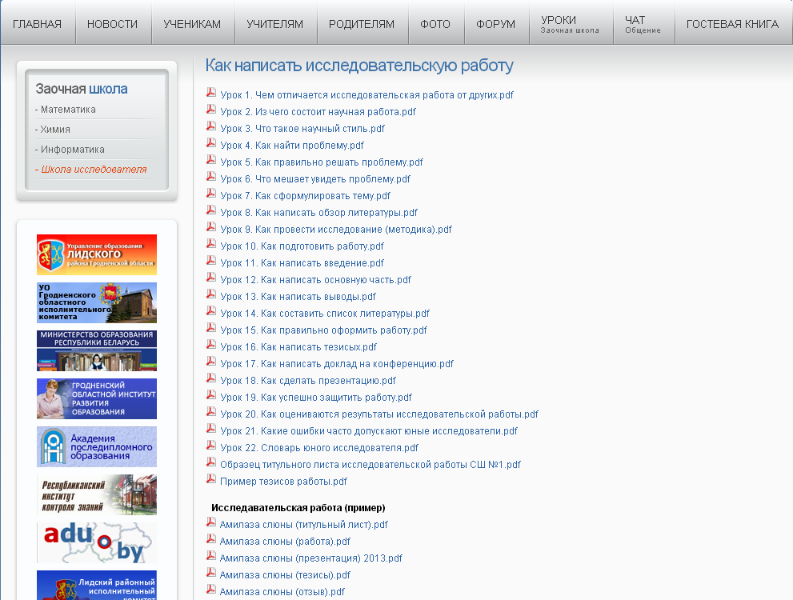 ГЛАВНАЯ
НОВОСТИ
УЧЕНИКАМ
УЧИТЕЛЯМ
РОДИТЕЛЯМ
ФОТО
ФОРУМ
УРОКИ
Заочная школа
ЧАТ
Общение
ГОСТЕВАЯ КНИГА
Заочная школа
- Математика
- Химия
- Информатика
- Школа исследователя
Управление образования
ЛИДСКОГО
района Гродненской области
УО
Гродненского
областного
исполнительного
комитета
МИНИСТЕРСТВО ОБРАЗОВАНИЯ
РЕСПУБЛИКИ БЕЛАРУСЬ
ГРОДНЕНСКИЙ
ОБЛАСТНОЙ ИНСТИТУТ
РАЗВИТИЯ
ОБРАЗОВАНИЯ
Академия
последипломного
образования
Республиканский
институт
контроля знаний
adu
by
Лидский районный
исполнительный
комитет
Как написать исследовательскую работу
Урок 1. Чем отличается исследовательская работа от других.pdf
Урок 2. Из чего состоит научная работа.pdf
Урок 3. Что такое научный стиль.pdf
Урок 4. Как найти проблему.pdf
Урок 5. Как правильно решать проблему.pdf
Урок 6. Что мешает увидеть проблему.pdf
Урок 7. Как сформулировать тему.pdf
Урок 8. Как написать обзор литературы.pdf
Урок 9. Как провести исследование (методика).pdf
Урок 10. Как подготовить работу.pdf
Урок 11. Как написать введение.pdf
Урок 12. Как написать основную часть.pdf
Урок 13. Как написать выводы.pdf
Урок 14. Как составить список литературы.pdf
Урок 15. Как правильно оформить работу.pdf
Урок 16. Как написать тезисых.pdf
Урок 17. Как написать доклад на конференцию.pdf
Урок 18. Как сделать презентацию.pdf
Урок 19. Как успешно защитить работу.pdf
Урок 20. Как оцениваются результаты исследовательской работы.pdf
Урок 21. Какие ошибки часто допускают юные исследователи.pdf
Урок 22. Словарь юного исследователя.pdf
Образец титульного листа исследовательской работы СШ №1.pdf
Пример тезисов работы.pdf
Исследавательская работа (пример)
Амилаза слюны (титульный лист).pdf
Амилаза слюны (работа).pdf
Амилаза слюны (презентация) 2013.pdf
Амилаза слюны (тезисы).pdf
Амилаза слюны (отзыв).pdf